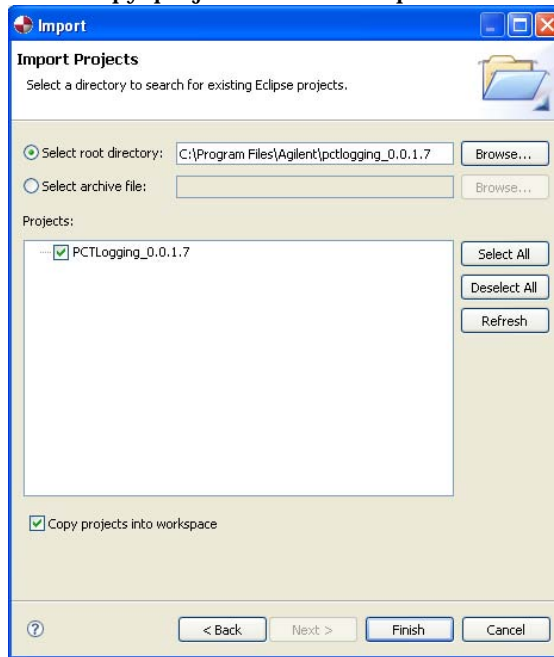 Import
Import Projects
Select a directory to search for existing Eclipse projects.
Select root directory: C:\Program Files\Agilent\pctlogging_0.0.1.7 Browse...
Select archive file: Browse...
Projects:
PCTLogging_0.0.1.7
Select All
Deselect All
Refresh
Copy projects into workspace
? < Back Next > Finish Cancel